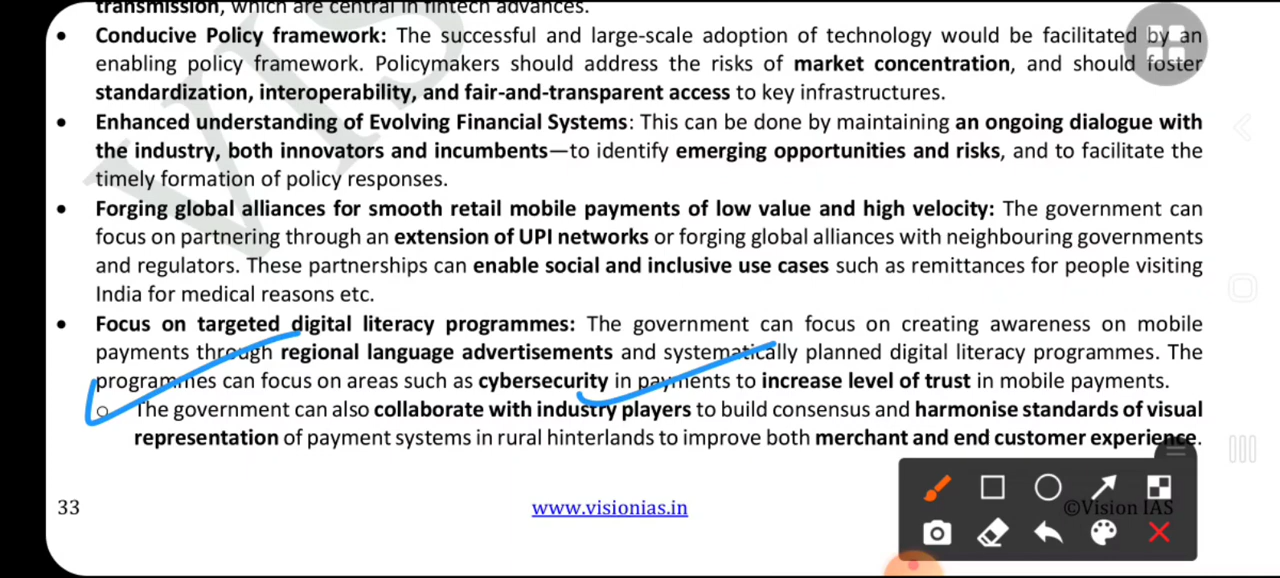 transmission, which are central in fintech advances.
• Conducive Policy framework: The successful and large-scale adoption of technology would be facilitated by an
enabling policy framework. Policymakers should address the risks of market concentration, and should foster
standardization, interoperability, and fair-and-transparent access to key infrastructures.
• Enhanced understanding of Evolving Financial Systems: This can be done by maintaining an ongoing dialogue with
the industry, both innovators and incumbents—to identify emerging opportunities and risks, and to facilitate the
timely formation of policy responses.
• Forging global alliances for smooth retail mobile payments of low value and high velocity: The government can
focus on partnering through an extension of UPI networks or forging global alliances with neighbouring governments
and regulators. These partnerships can enable social and inclusive use cases such as remittances for people visiting
India for medical reasons etc.
• Focus on targeted digital literacy programmes: The government can focus on creating awareness on mobile
payments through regional language advertisements and systematically planned digital literacy programmes. The
programmes can focus on areas such as cybersecurity in payments to increase level of trust in mobile payments.
o The government can also collaborate with industry players to build consensus and harmonise standards of visual
representation of payment systems in rural hinterlands to improve both merchant and end customer experience.
33 www.visionias.in ©Vision IAS
VIS